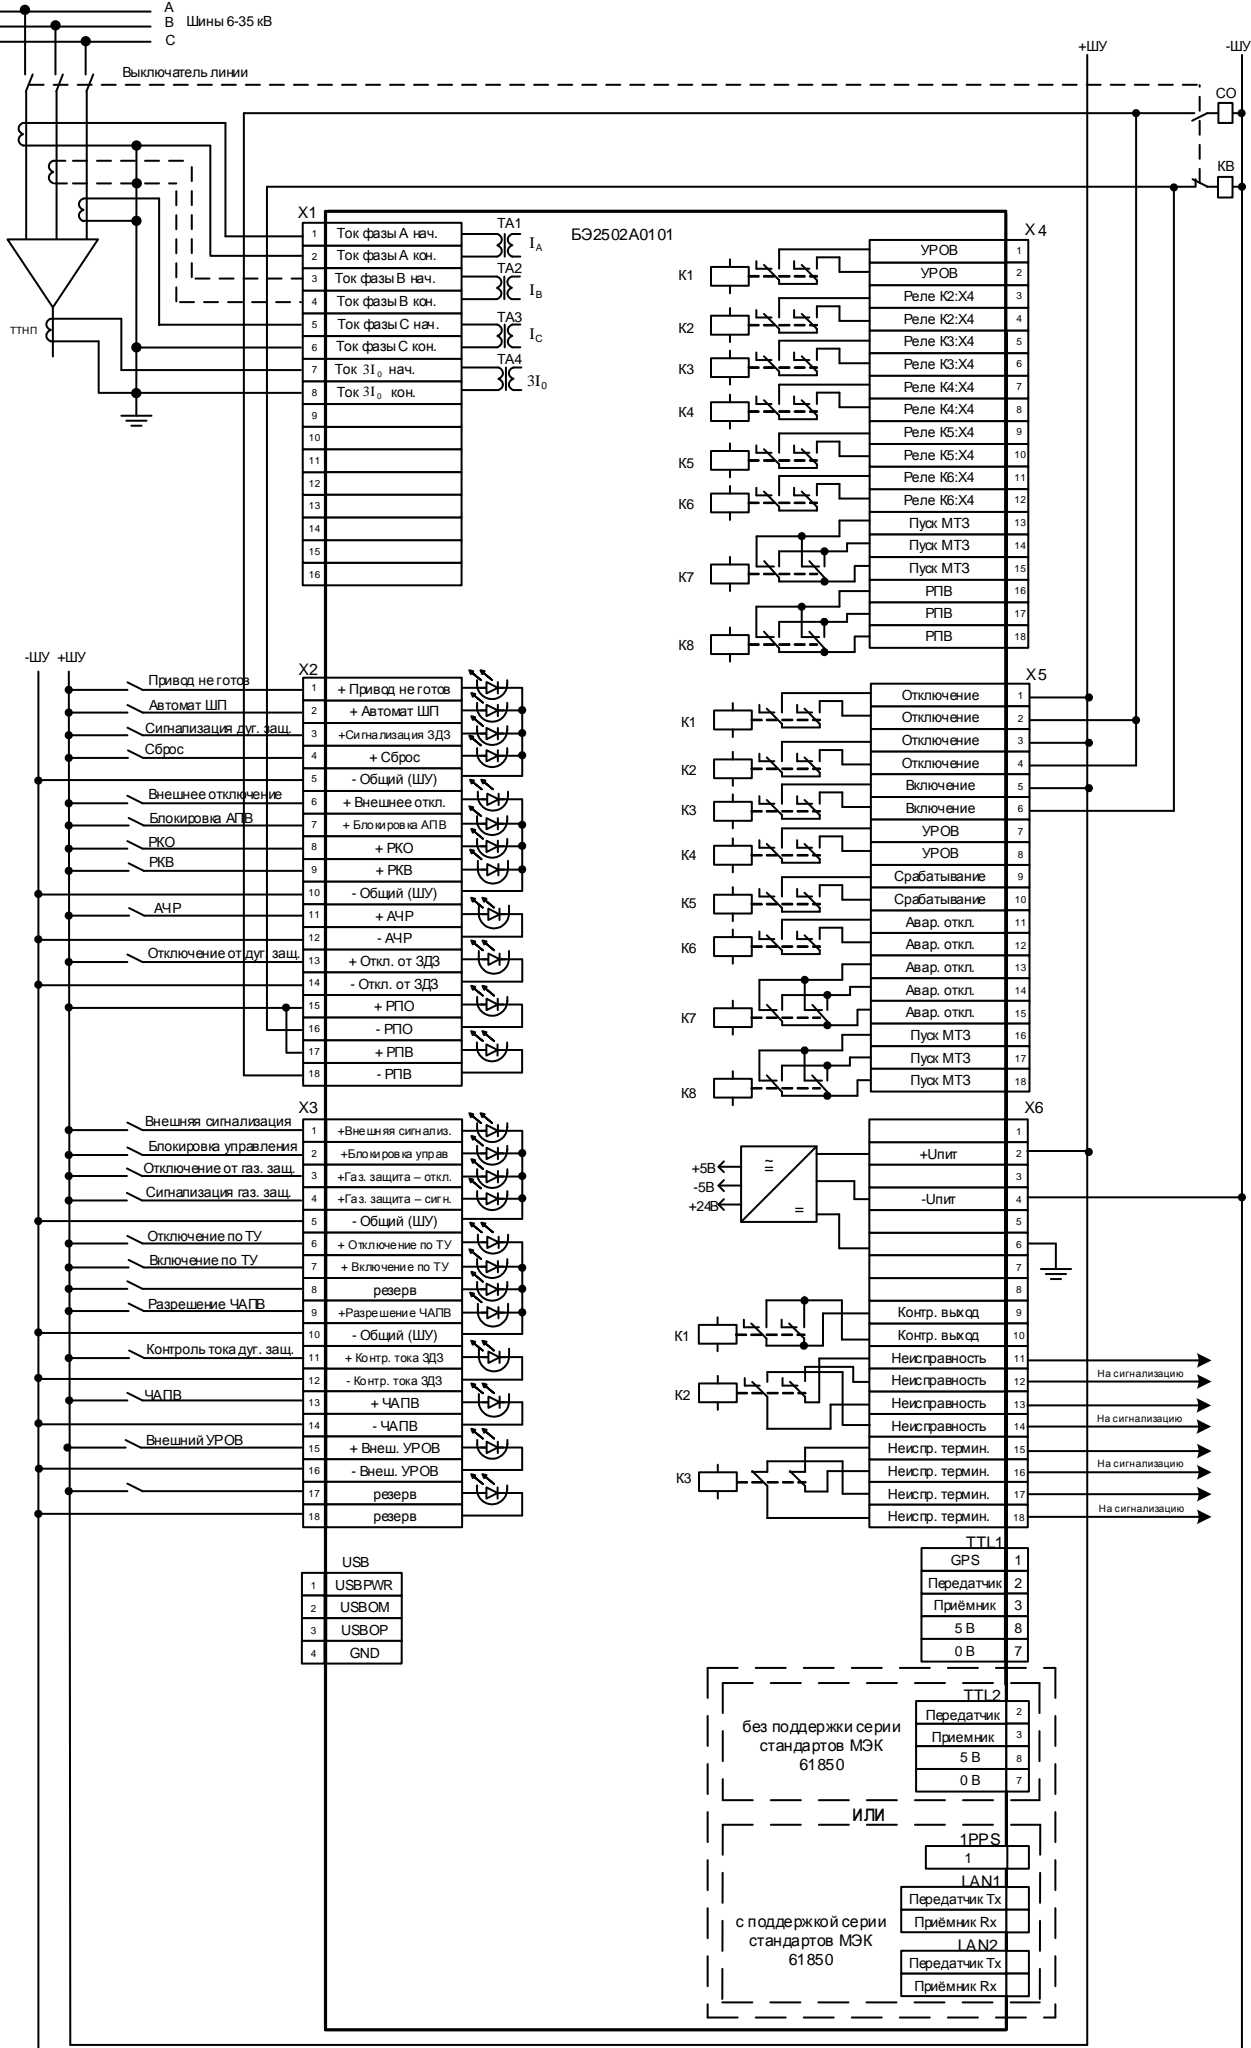 A
B Шины 6-35 кВ
C
Выключатель линии
+ШУ
-ШУ
СО
КВ
ТТНП
БЭ2502А0101
X1
1 Ток фазы А нач.
2 Ток фазы А кон.
3 Ток фазы В нач.
4 Ток фазы В кон.
5 Ток фазы С нач.
6 Ток фазы С кон.
7 Ток 3I0 нач.
8 Ток 3I0 кон.
9
10
11
12
13
14
15
16
TA1 IA
TA2 IB
TA3 IC
TA4 3I0
X4
К1
УРОВ 1
УРОВ 2
К2
Реле К2:Х4 3
Реле К2:Х4 4
К3
Реле К3:Х4 5
Реле К3:Х4 6
К4
Реле К4:Х4 7
Реле К4:Х4 8
К5
Реле К5:Х4 9
Реле К5:Х4 10
К6
Реле К6:Х4 11
Реле К6:Х4 12
К7
Пуск МТЗ 13
Пуск МТЗ 14
Пуск МТЗ 15
К8
РПВ 16
РПВ 17
РПВ 18
-ШУ +ШУ
X2
Привод не готов 1 + Привод не готов
Автомат ШП 2 + Автомат ШП
Сигнализация дуг. защ. 3 +Сигнализация ЗДЗ
Сброс 4 + Сброс
5 - Общий (ШУ)
Внешнее отключение 6 + Внешнее откл.
Блокировка АПВ 7 + Блокировка АПВ
РКО 8 + РКО
РКВ 9 + РКВ
10 - Общий (ШУ)
АЧР 11 + АЧР
12 - АЧР
Отключение от дуг. защ. 13 + Откл. от ЗДЗ
14 - Откл. от ЗДЗ
15 + РПО
16 - РПО
17 + РПВ
18 - РПВ
X5
К1
Отключение 1
Отключение 2
К2
Отключение 3
Отключение 4
К3
Включение 5
Включение 6
К4
УРОВ 7
УРОВ 8
К5
Срабатывание 9
Срабатывание 10
К6
Авар. откл. 11
Авар. откл. 12
К7
Авар. откл. 13
Авар. откл. 14
Авар. откл. 15
К8
Пуск МТЗ 16
Пуск МТЗ 17
Пуск МТЗ 18
X3
Внешняя сигнализация 1 +Внешняя сигнализ.
Блокировка управления 2 +Блокировка управ
Отключение от газ. защ. 3 +Газ. защита – откл.
Сигнализация газ. защ. 4 +Газ. защита – сигн.
5 - Общий (ШУ)
Отключение по ТУ 6 + Отключение по ТУ
Включение по ТУ 7 + Включение по ТУ
8 резерв
Разрешение ЧАПВ 9 +Разрешение ЧАПВ
10 - Общий (ШУ)
Контроль тока дуг. защ. 11 + Контр. тока ЗДЗ
12 - Контр. тока ЗДЗ
ЧАПВ 13 + ЧАПВ
14 - ЧАПВ
Внешний УРОВ 15 + Внеш. УРОВ
16 - Внеш. УРОВ
17 резерв
18 резерв
X6
+5В
-5В
+24В
≂
=
1
+Uпит 2
3
-Uпит 4
5
6
7
8
К1
Контр. выход 9
Контр. выход 10
К2
Неисправность 11
Неисправность 12 На сигнализацию
Неисправность 13
Неисправность 14 На сигнализацию
К3
Неиспр. термин. 15
Неиспр. термин. 16 На сигнализацию
Неиспр. термин. 17
Неиспр. термин. 18 На сигнализацию
USB
1 USBPWR
2 USBOM
3 USBOP
4 GND
TTL1
GPS 1
Передатчик 2
Приёмник 3
5 В 8
0 В 7
без поддержки серии
стандартов МЭК
61850
TTL2
Передатчик 2
Приемник 3
5 В 8
0 В 7
ИЛИ
с поддержкой серии
стандартов МЭК
61850
1PPS
1
LAN1
Передатчик Tx
Приёмник Rx
LAN2
Передатчик Tx
Приёмник Rx